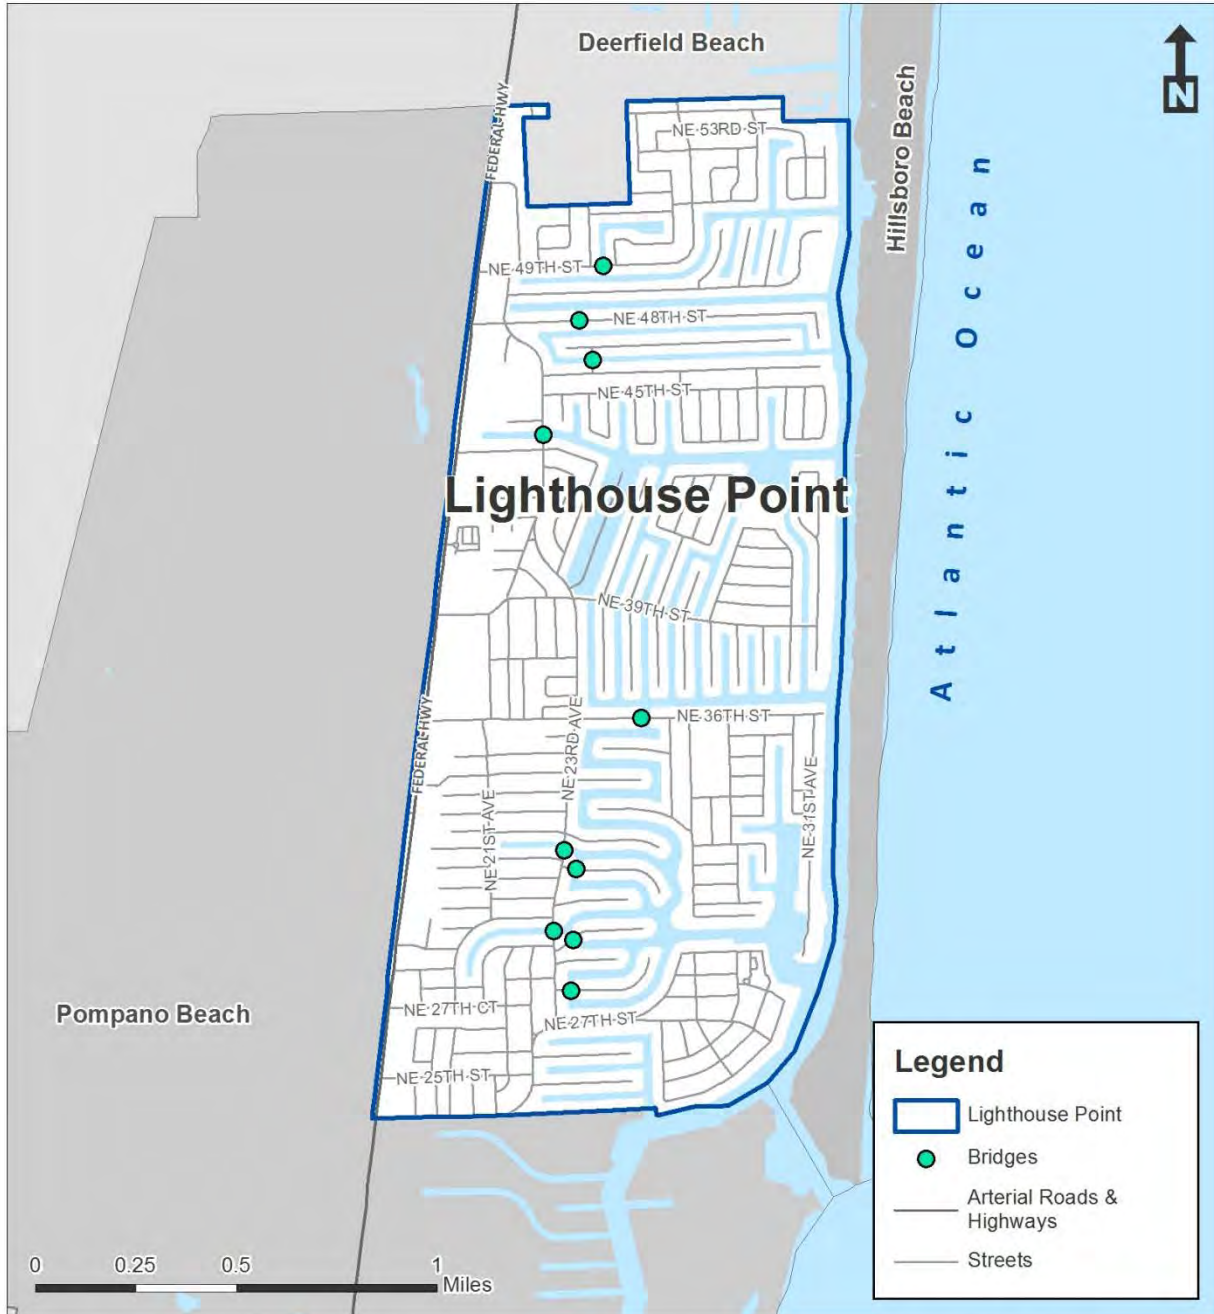 Deerfield Beach
N
Hillsboro Beach
FEDERAL HWY
NE 53RD ST
Atlantic Ocean
NE 49TH ST
NE 48TH ST
NE 45TH ST
Lighthouse Point
NE 39TH ST
FEDERAL HWY
NE 23RD AVE
NE 36TH ST
NE 21ST AVE
NE 31ST AVE
Pompano Beach
NE 27TH CT
NE 27TH ST
NE 25TH ST
Legend
Lighthouse Point
Bridges
Arterial Roads &
Highways
Streets
0 0.25 0.5 1
Miles